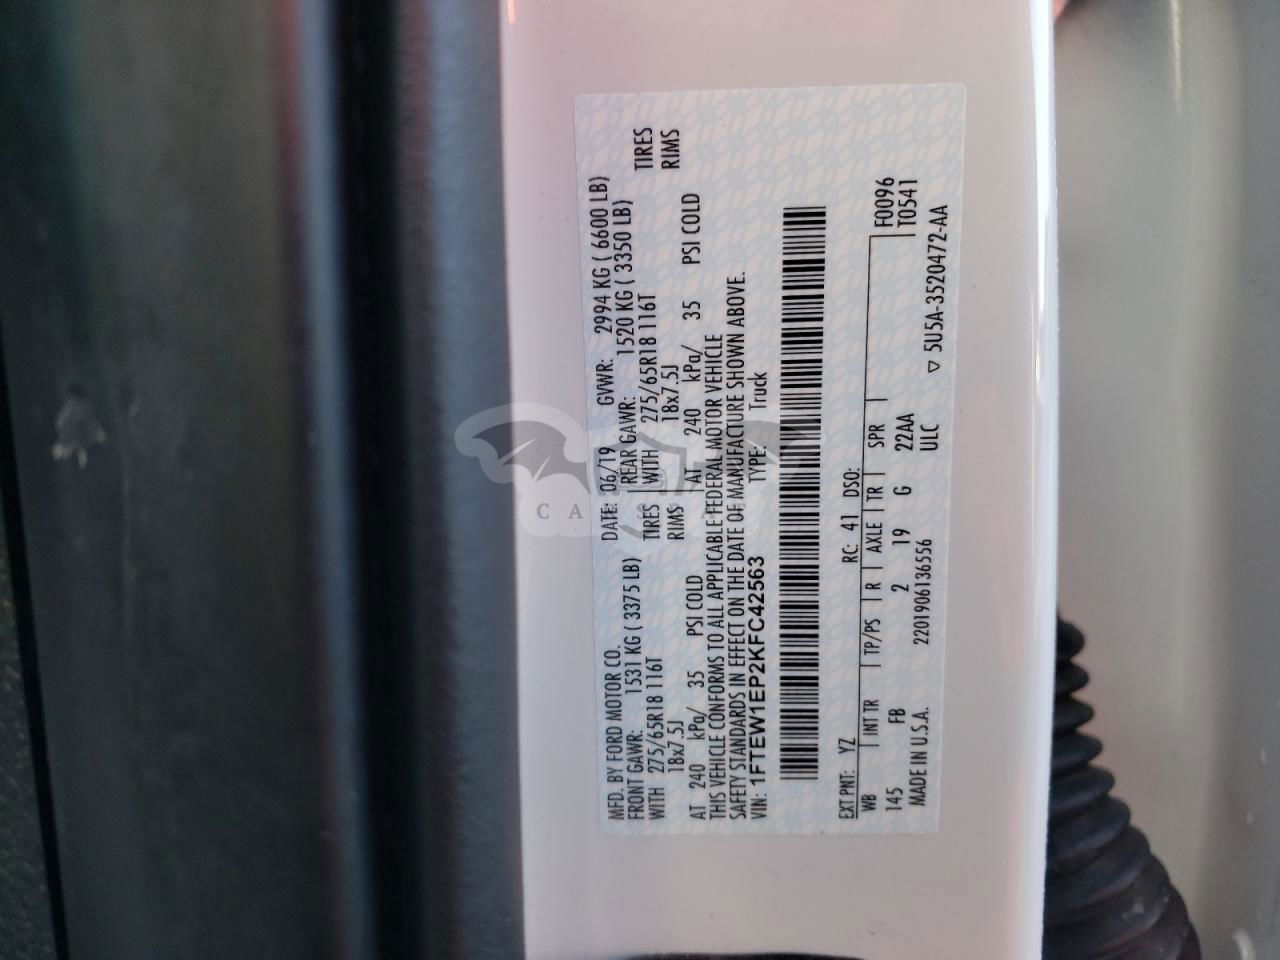 MFD. BY FORD MOTOR CO. DATE: 06/19 GVWR: 2994 KG ( 6600 LB)
FRONT GAWR: 1531 KG ( 3375 LB) REAR GAWR: 1520 KG ( 3350 LB)
WITH 275/65R18 116T TIRES WITH 275/65R18 116T TIRES
18x7.5J RIMS 18x7.5J RIMS
AT 240 kPa/ 35 PSI COLD AT 240 kPa/ 35 PSI COLD
THIS VEHICLE CONFORMS TO ALL APPLICABLE FEDERAL MOTOR VEHICLE
SAFETY STANDARDS IN EFFECT ON THE DATE OF MANUFACTURE SHOWN ABOVE.
VIN: 1FTEW1EP2KFC42563 TYPE: Truck
EXT PNT: YZ RC: 41 DSO:
WB INT TR TP/PS R AXLE TR SPR F0096
145 FB 2 19 G 22AA T0541
MADE IN U.S.A. 2201906136556 ULC ▽ 5U5A-3520472-AA